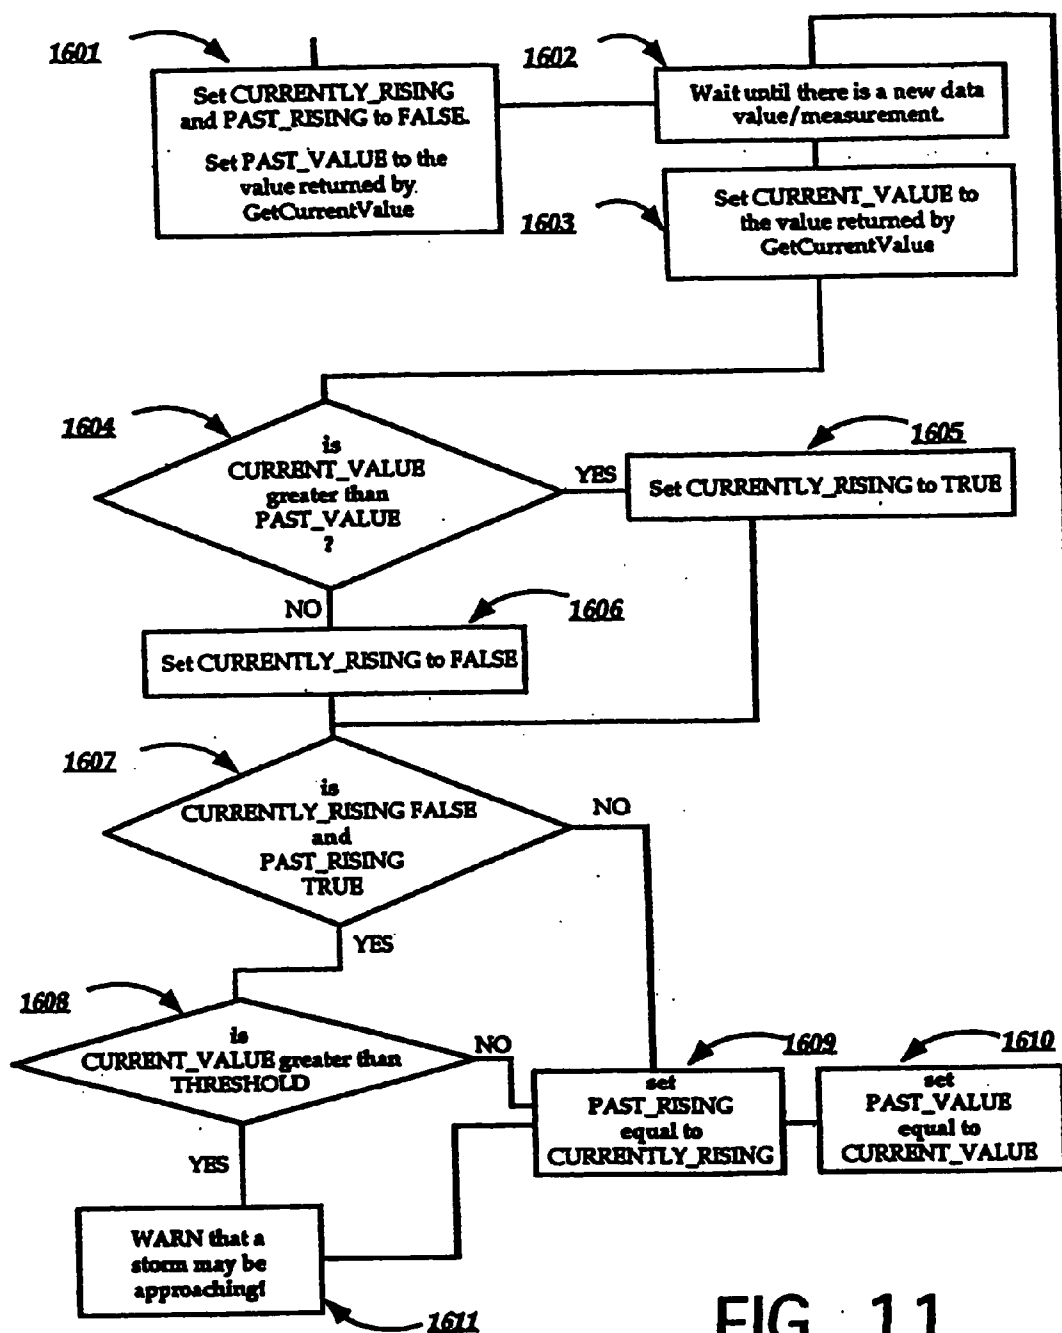 1601
Set CURRENTLY_RISING
and PAST_RISING to FALSE.
Set PAST_VALUE to the
value returned by.
GetCurrentValue
1602
Wait until there is a new data
value/measurement.
1603
Set CURRENT_VALUE to
the value returned by
GetCurrentValue
1604
is
CURRENT_VALUE
greater than
PAST_VALUE
?
YES
1605
Set CURRENTLY_RISING to TRUE
NO
1606
Set CURRENTLY_RISING to FALSE
1607
is
CURRENTLY_RISING FALSE
and
PAST_RISING
TRUE
NO
YES
1608
is
CURRENT_VALUE greater than
THRESHOLD
NO
YES
1609
set
PAST_RISING
equal to
CURRENTLY_RISING
1610
set
PAST_VALUE
equal to
CURRENT_VALUE
WARN that a
storm may be
approaching!
1611
FIG. 11